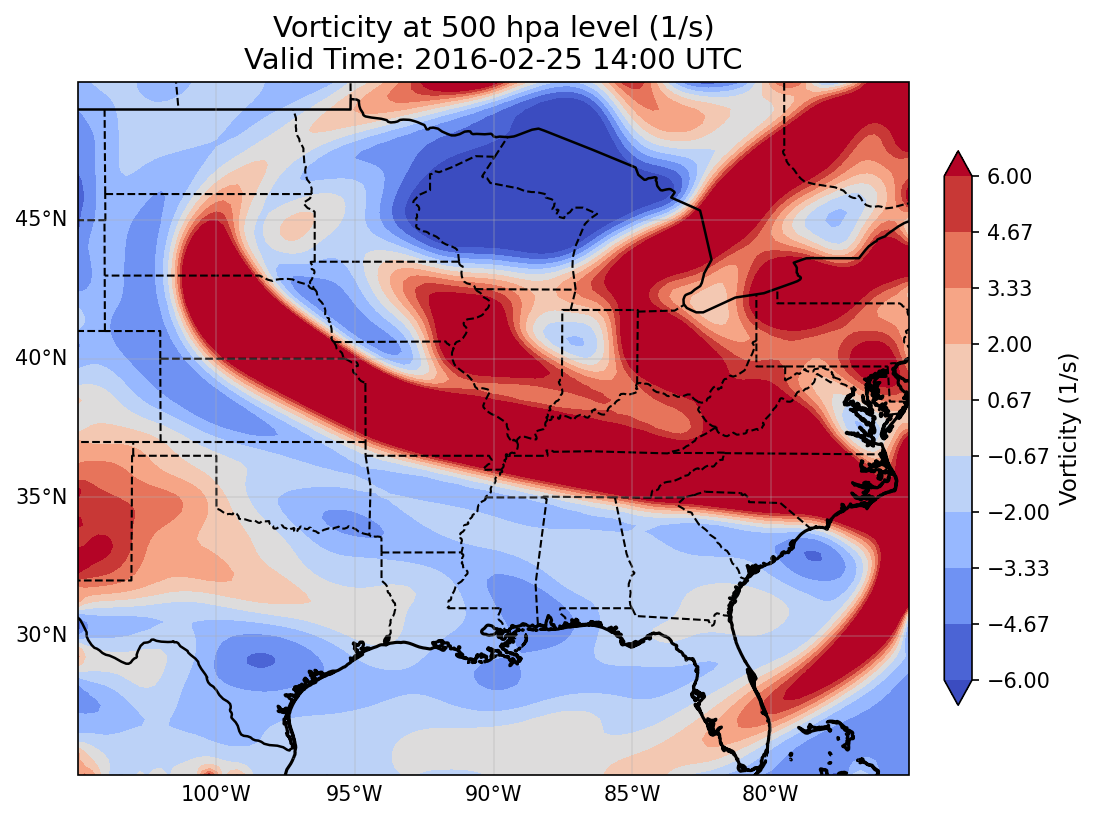 Vorticity at 500 hpa level (1/s)
Valid Time: 2016-02-25 14:00 UTC
45°N
40°N
35°N
30°N
100°W
95°W
90°W
85°W
80°W
6.00
4.67
3.33
2.00
0.67
−0.67
−2.00
−3.33
−4.67
−6.00
Vorticity (1/s)